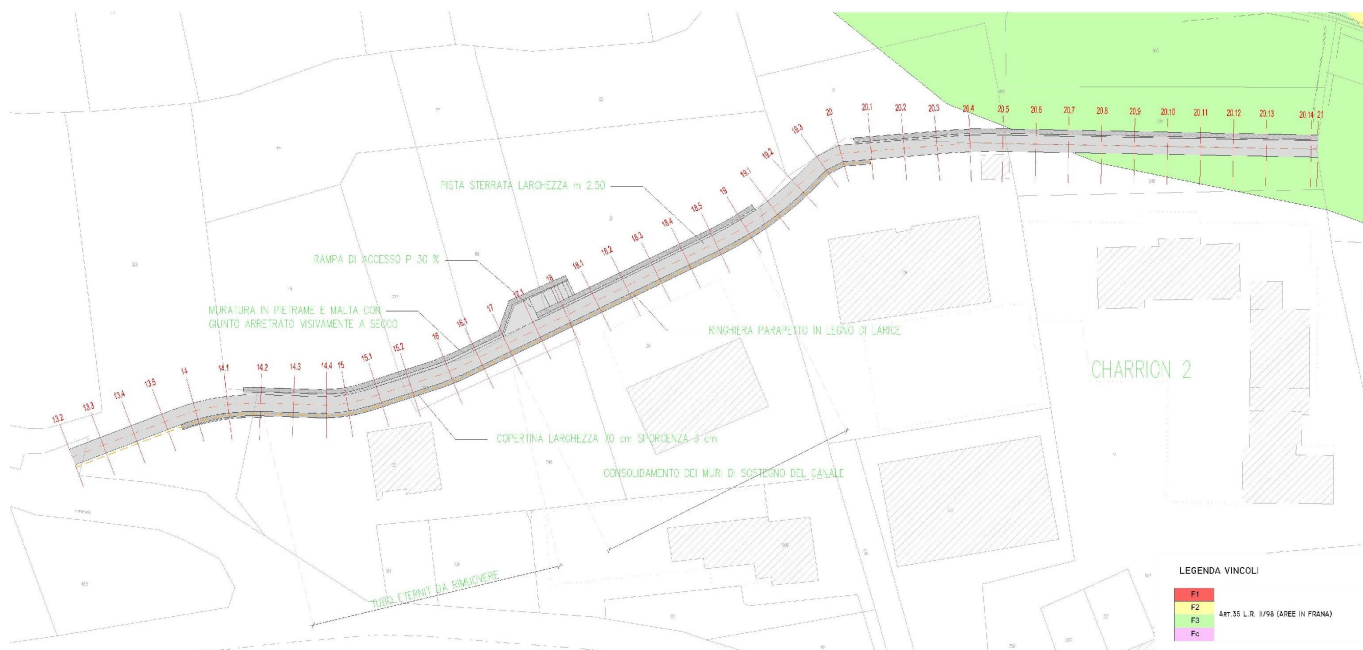 PISTA STERRATA LARGHEZZA m 2,50
RAMPA DI ACCESSO P 30 %
MURATURA IN PIETRAME E MALTA CON
GIUNTO ARRETRATO VISIVAMENTE A SECCO
RINGHIERA PARAPETTO IN LEGNO DI LARICE
COPERTINA LARGHEZZA 70 cm SPORGENZA 3 cm
CONSOLIDAMENTO DEI MURI DI SOSTEGNO DEL CANALE
TUBO ETERNIT DA RIMUOVERE
CHARRION 2
13.2
13.3
13.4
13.5
14
14.1
14.2
14.3
14.4
15
15.1
15.2
16
16.1
17
17.1
18
18.1
18.2
18.3
18.4
18.5
19
19.1
19.2
19.3
20
20.1
20.2
20.3
20.4
20.5
20.6
20.7
20.8
20.9
20.10
20.11
20.12
20.13
20.14
21
LEGENDA VINCOLI
F1
F2
F3
Fc
Art.35 L.R. 11/98 (AREE IN FRANA)